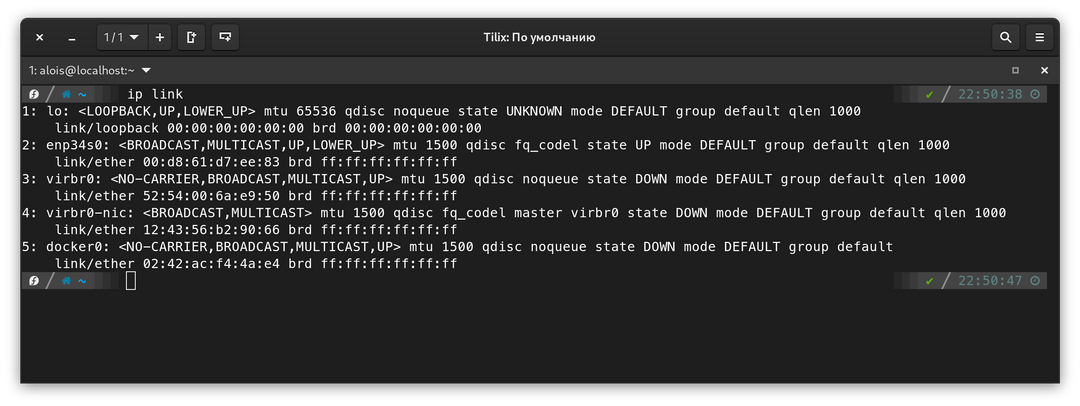 1/1
Tilix: По умолчанию
1: alois@localhost:~
~ ip link 22:50:38
1: lo: <LOOPBACK,UP,LOWER_UP> mtu 65536 qdisc noqueue state UNKNOWN mode DEFAULT group default qlen 1000
link/loopback 00:00:00:00:00:00 brd 00:00:00:00:00:00
2: enp34s0: <BROADCAST,MULTICAST,UP,LOWER_UP> mtu 1500 qdisc fq_codel state UP mode DEFAULT group default qlen 1000
link/ether 00:d8:61:d7:ee:83 brd ff:ff:ff:ff:ff:ff
3: virbr0: <NO-CARRIER,BROADCAST,MULTICAST,UP> mtu 1500 qdisc noqueue state DOWN mode DEFAULT group default qlen 1000
link/ether 52:54:00:6a:e9:50 brd ff:ff:ff:ff:ff:ff
4: virbr0-nic: <BROADCAST,MULTICAST> mtu 1500 qdisc fq_codel master virbr0 state DOWN mode DEFAULT group default qlen 1000
link/ether 12:43:56:b2:90:66 brd ff:ff:ff:ff:ff:ff
5: docker0: <NO-CARRIER,BROADCAST,MULTICAST,UP> mtu 1500 qdisc noqueue state DOWN mode DEFAULT group default
link/ether 02:42:ac:f4:4a:e4 brd ff:ff:ff:ff:ff:ff
~ 22:50:47